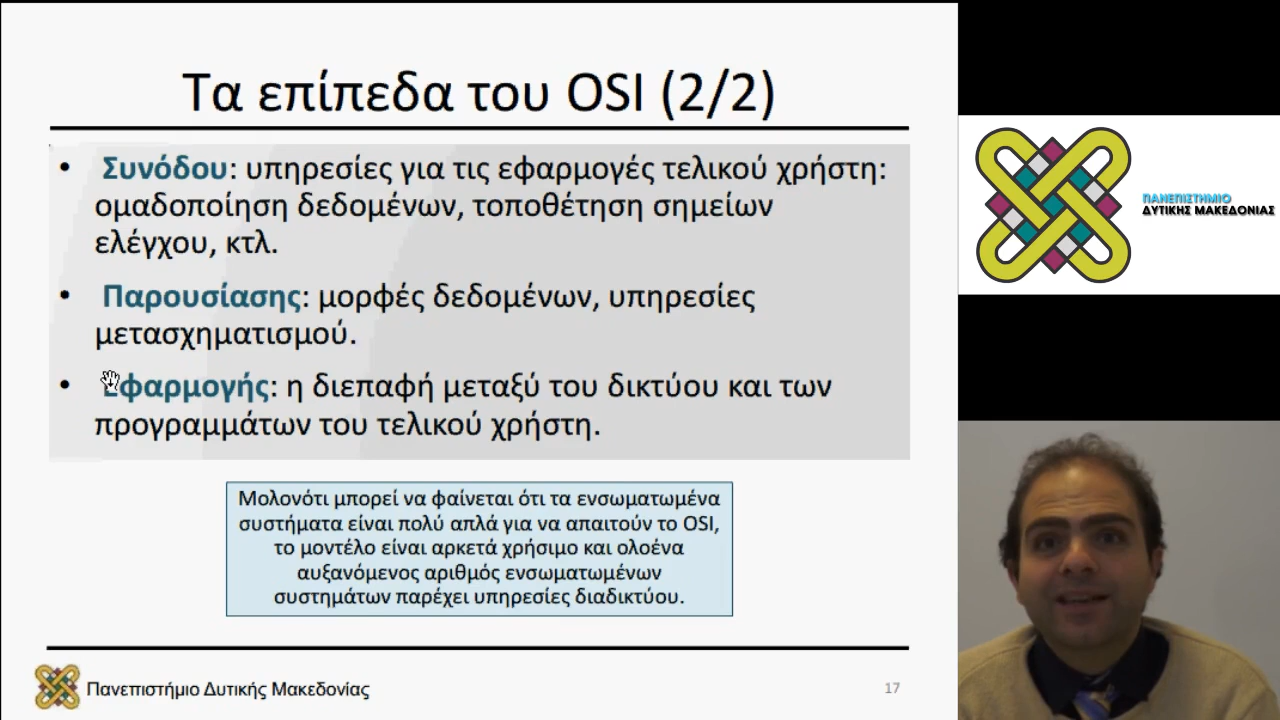 Τα επίπεδα του OSI (2/2)
• Συνόδου: υπηρεσίες για τις εφαρμογές τελικού χρήστη:
ομαδοποίηση δεδομένων, τοποθέτηση σημείων
ελέγχου, κτλ.
• Παρουσίασης: μορφές δεδομένων, υπηρεσίες
μετασχηματισμού.
• Εφαρμογής: η διεπαφή μεταξύ του δικτύου και των
προγραμμάτων του τελικού χρήστη.
Μολονότι μπορεί να φαίνεται ότι τα ενσωματωμένα
συστήματα είναι πολύ απλά για να απαιτούν το OSI,
το μοντέλο είναι αρκετά χρήσιμο και ολοένα
αυξανόμενος αριθμός ενσωματωμένων
συστημάτων παρέχει υπηρεσίες διαδικτύου.
Πανεπιστήμιο Δυτικής Μακεδονίας
17
ΠΑΝΕΠΙΣΤΗΜΙΟ
ΔΥΤΙΚΗΣ ΜΑΚΕΔΟΝΙΑΣ